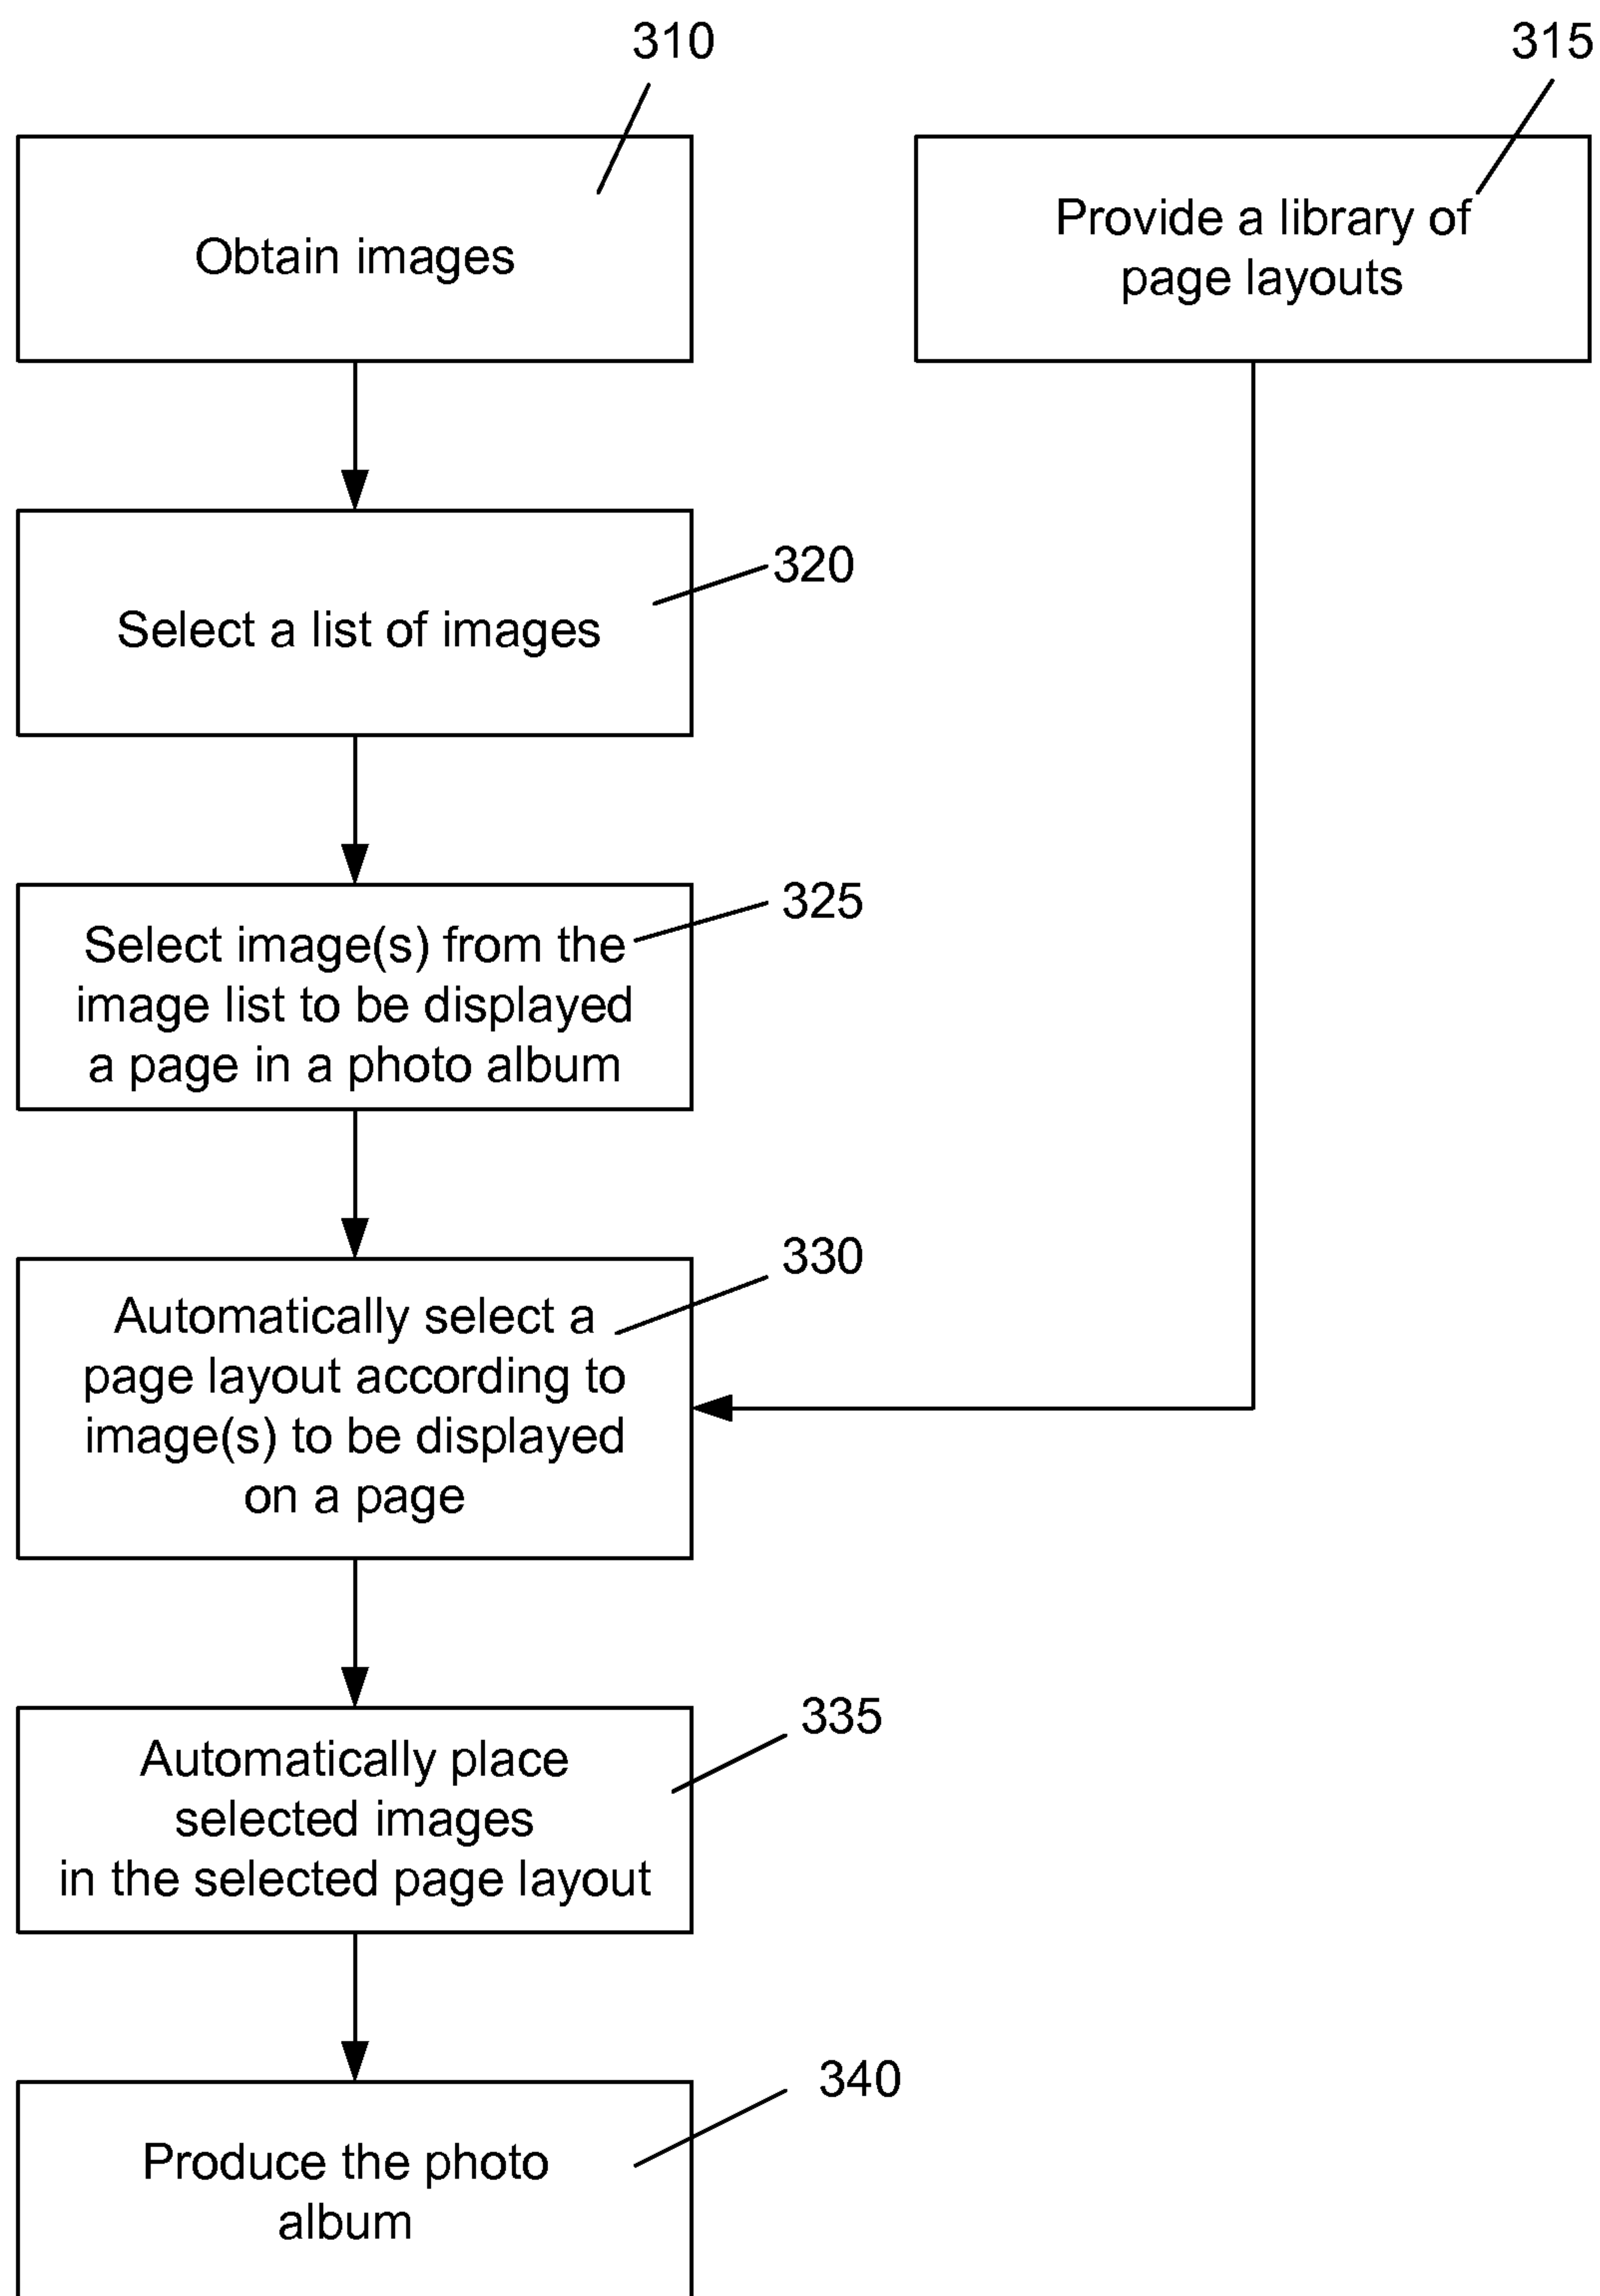 310
315
Obtain images
Provide a library of
page layouts
320
Select a list of images
325
Select image(s) from the
image list to be displayed
a page in a photo album
330
Automatically select a
page layout according to
image(s) to be displayed
on a page
335
Automatically place
selected images
in the selected page layout
340
Produce the photo
album